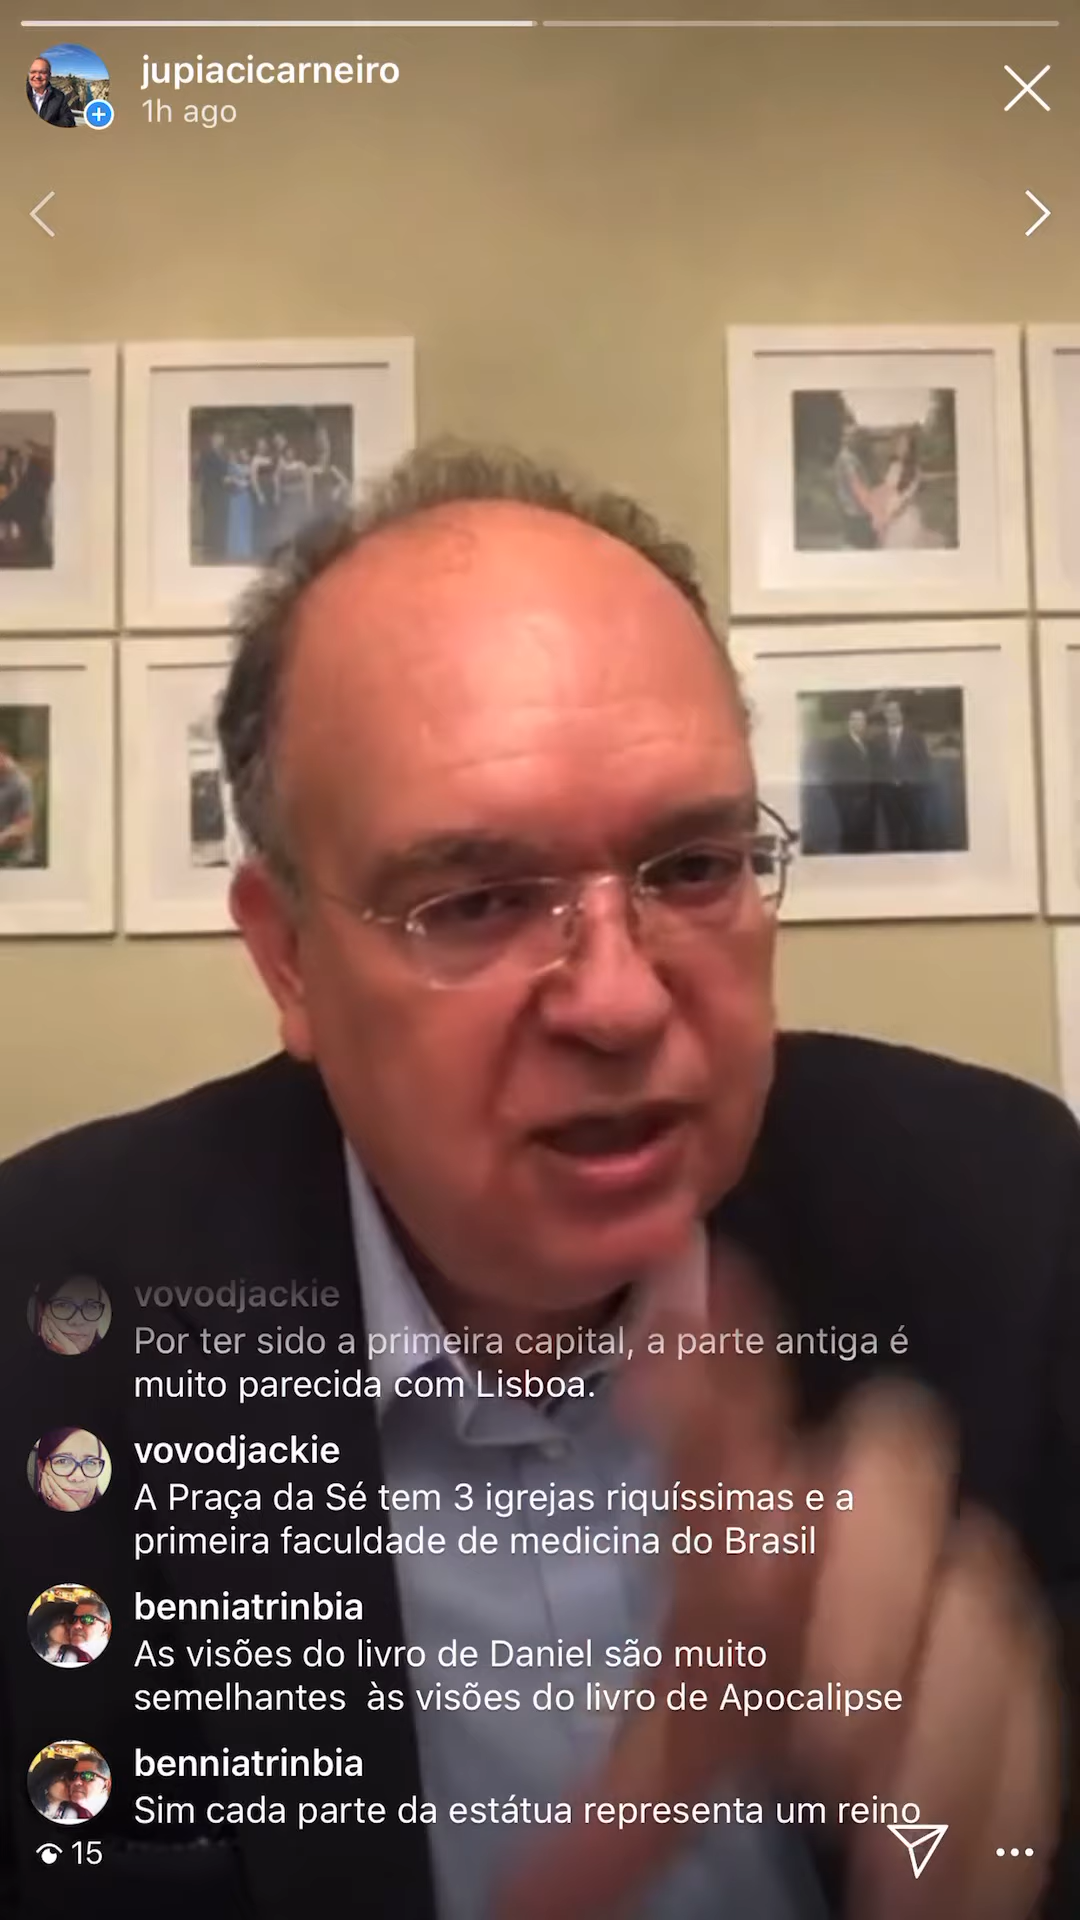 jupiacicarneiro
1h ago
vovodjackie
Por ter sido a primeira capital, a parte antiga é
muito parecida com Lisboa.
vovodjackie
A Praça da Sé tem 3 igrejas riquíssimas e a
primeira faculdade de medicina do Brasil
benniatrinbia
As visões do livro de Daniel são muito
semelhantes  às visões do livro de Apocalipse
benniatrinbia
Sim cada parte da estátua representa um reino
15